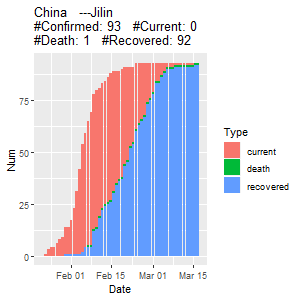 China   ---Jilin
#Confirmed: 93   #Current: 0
#Death: 1   #Recovered: 92
75
50
25
0
Num
Feb 01 Feb 15 Mar 01 Mar 15
Date
Type
current
death
recovered